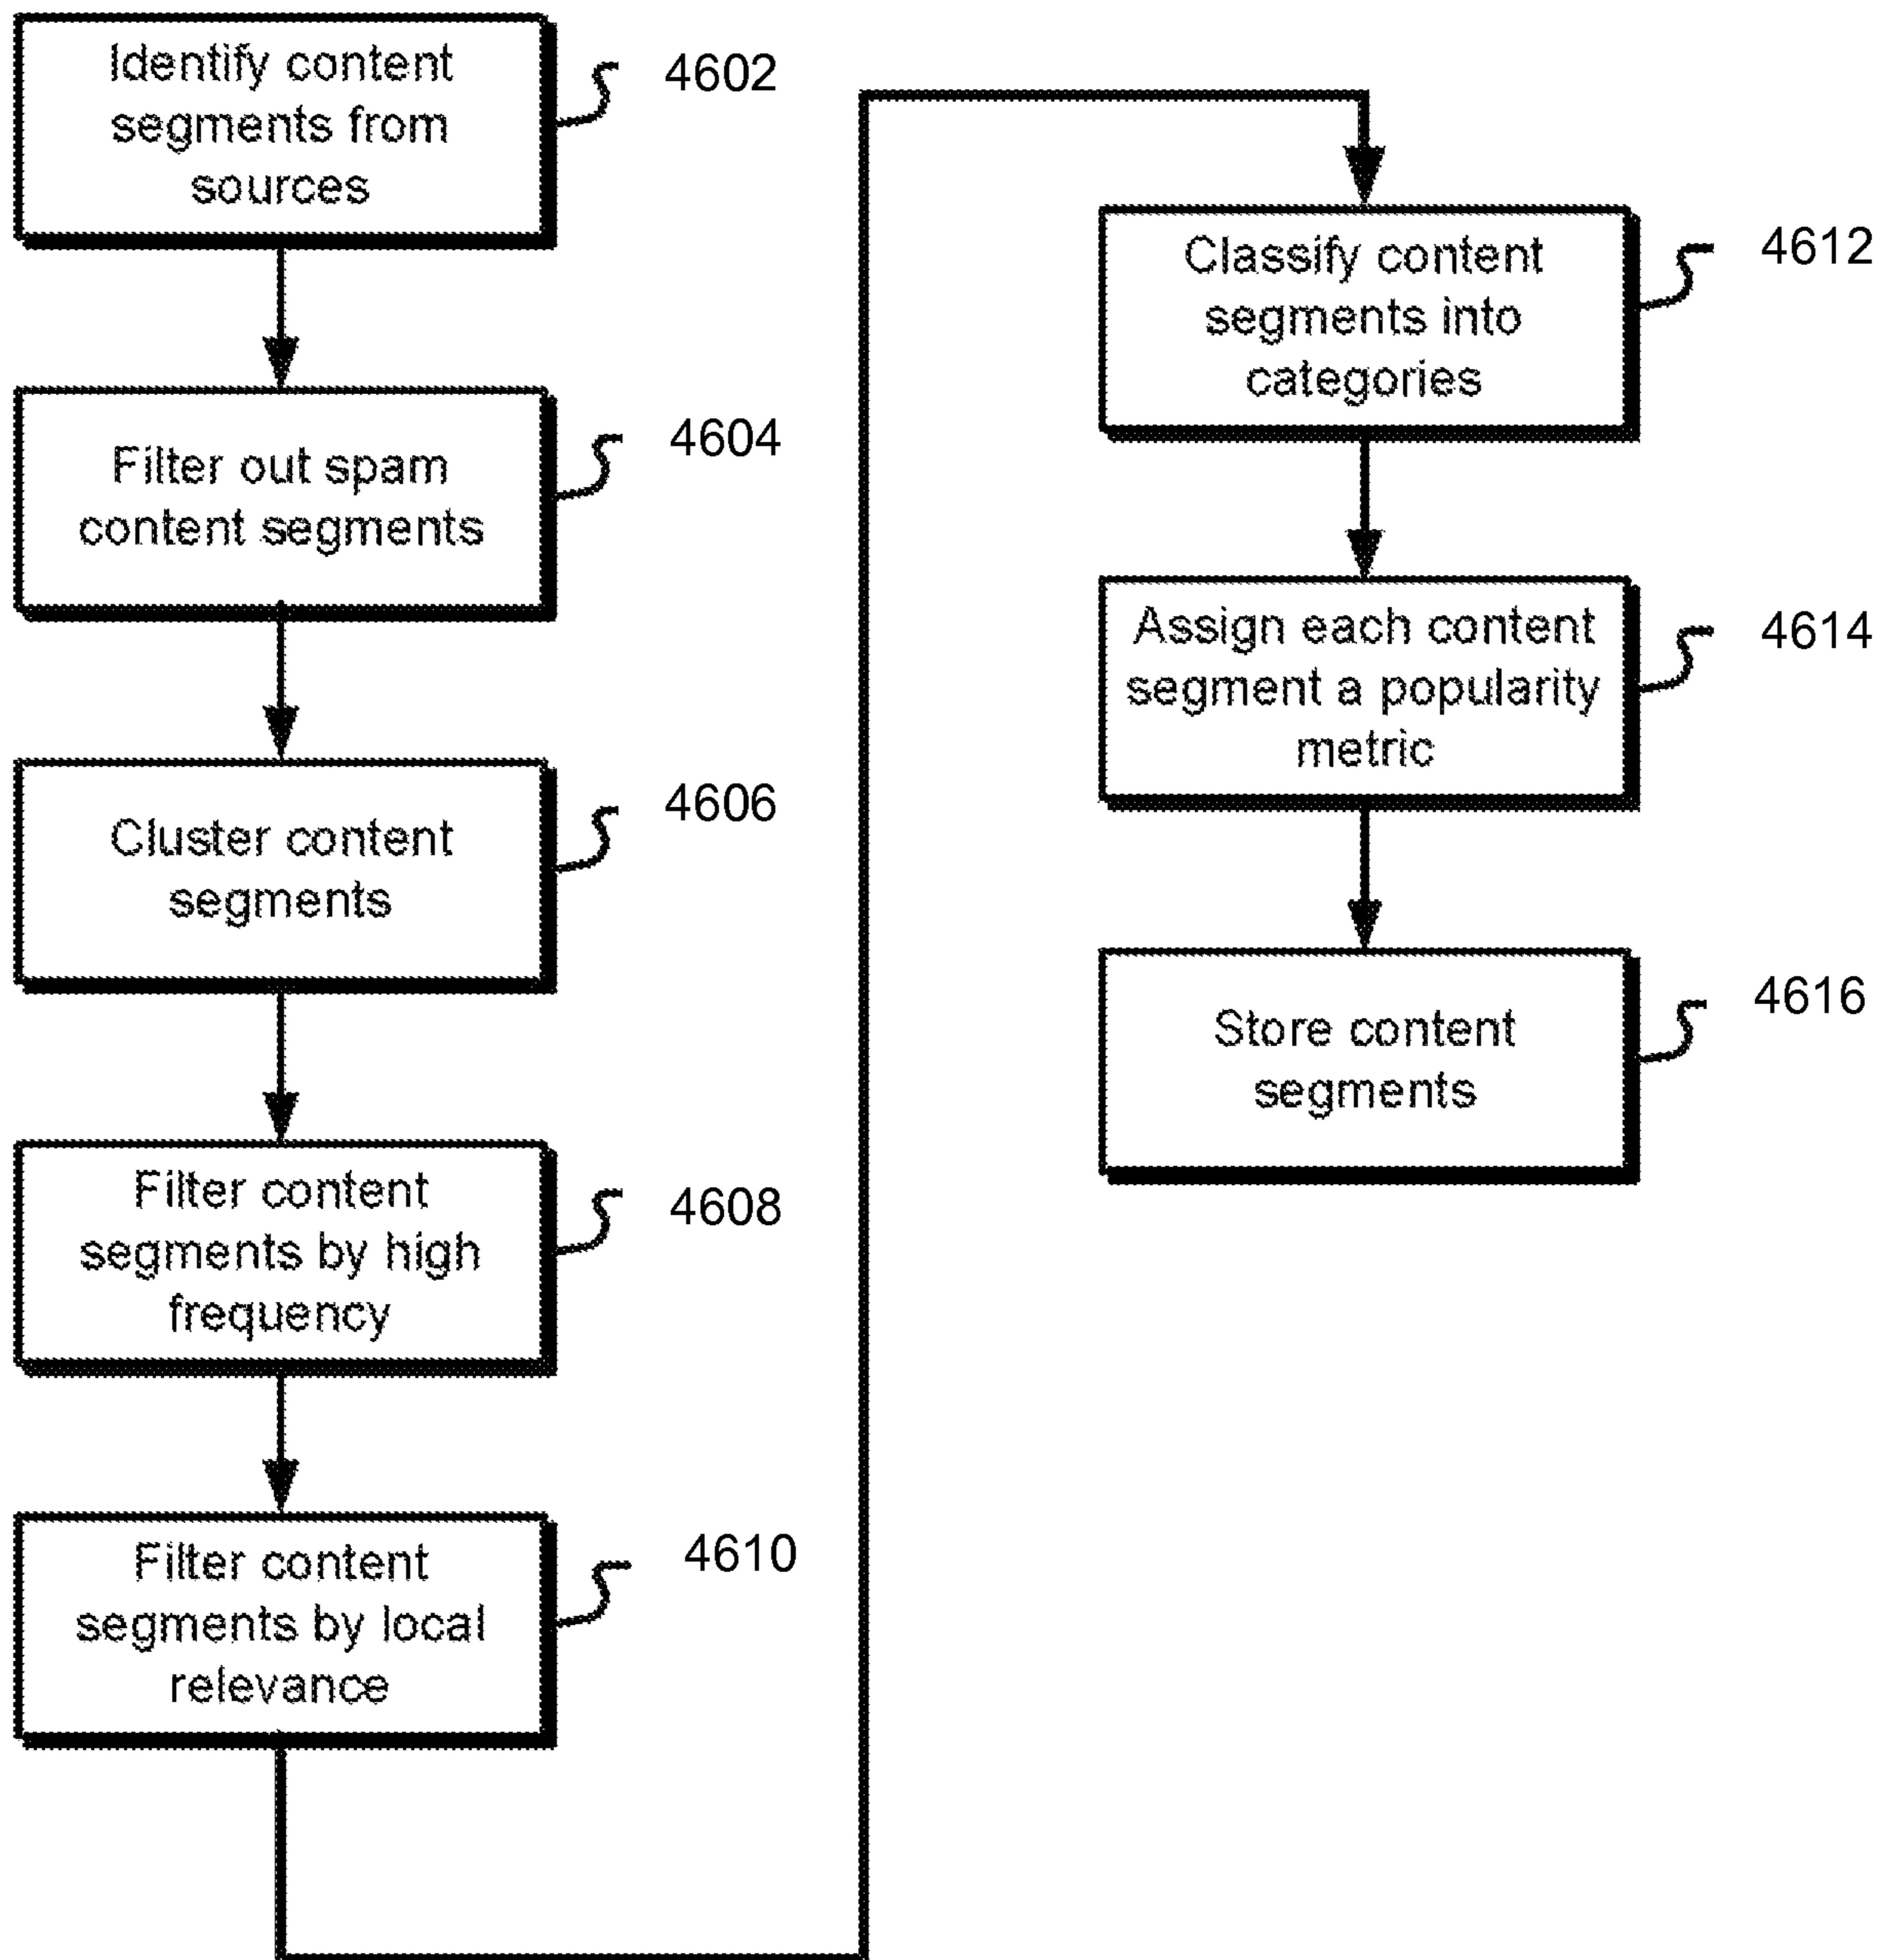 Identify content
segments from
sources
4602
Filter out spam
content segments
4604
Cluster content
segments
4606
Filter content
segments by high
frequency
4608
Filter content
segments by local
relevance
4610
Classify content
segments into
categories
4612
Assign each content
segment a popularity
metric
4614
Store content
segments
4616